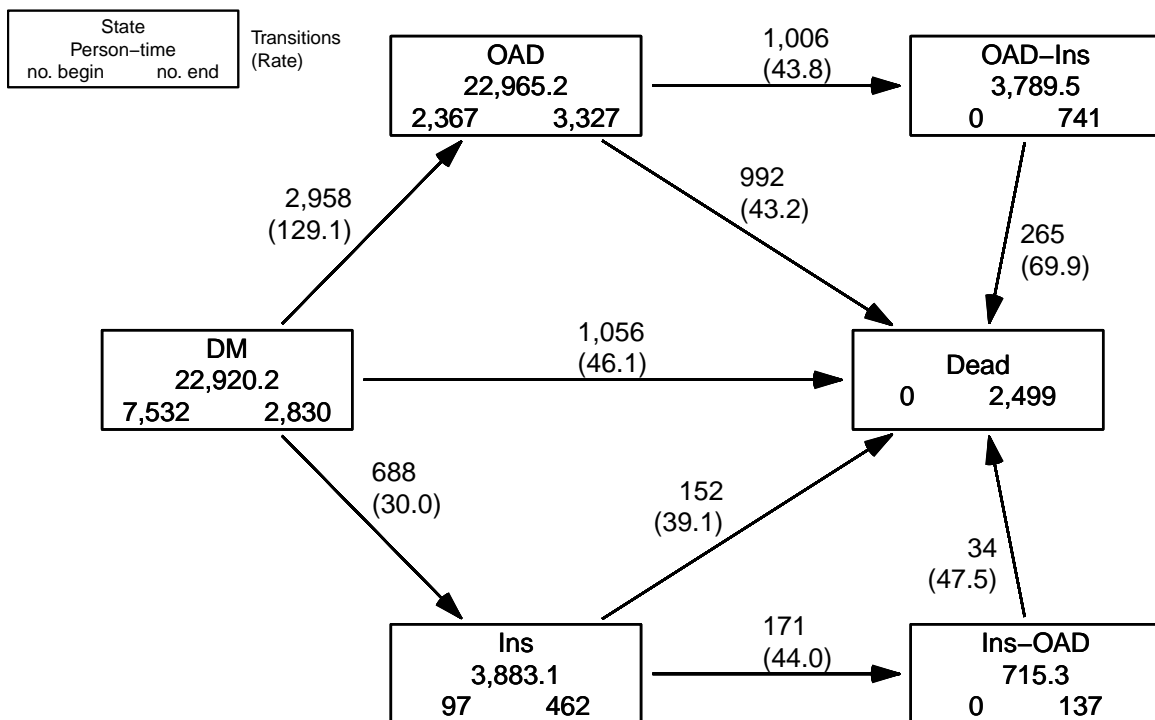 State
Person−time
no. begin no. end
Transitions
(Rate)
OAD
22,965.2
2,367 3,327
1,006
(43.8)
OAD−Ins
3,789.5
0 741
2,958
(129.1)
992
(43.2)
265
(69.9)
DM
22,920.2
7,532 2,830
1,056
(46.1)
Dead
0 2,499
688
(30.0)
152
(39.1)
34
(47.5)
Ins
3,883.1
97 462
171
(44.0)
Ins−OAD
715.3
0 137